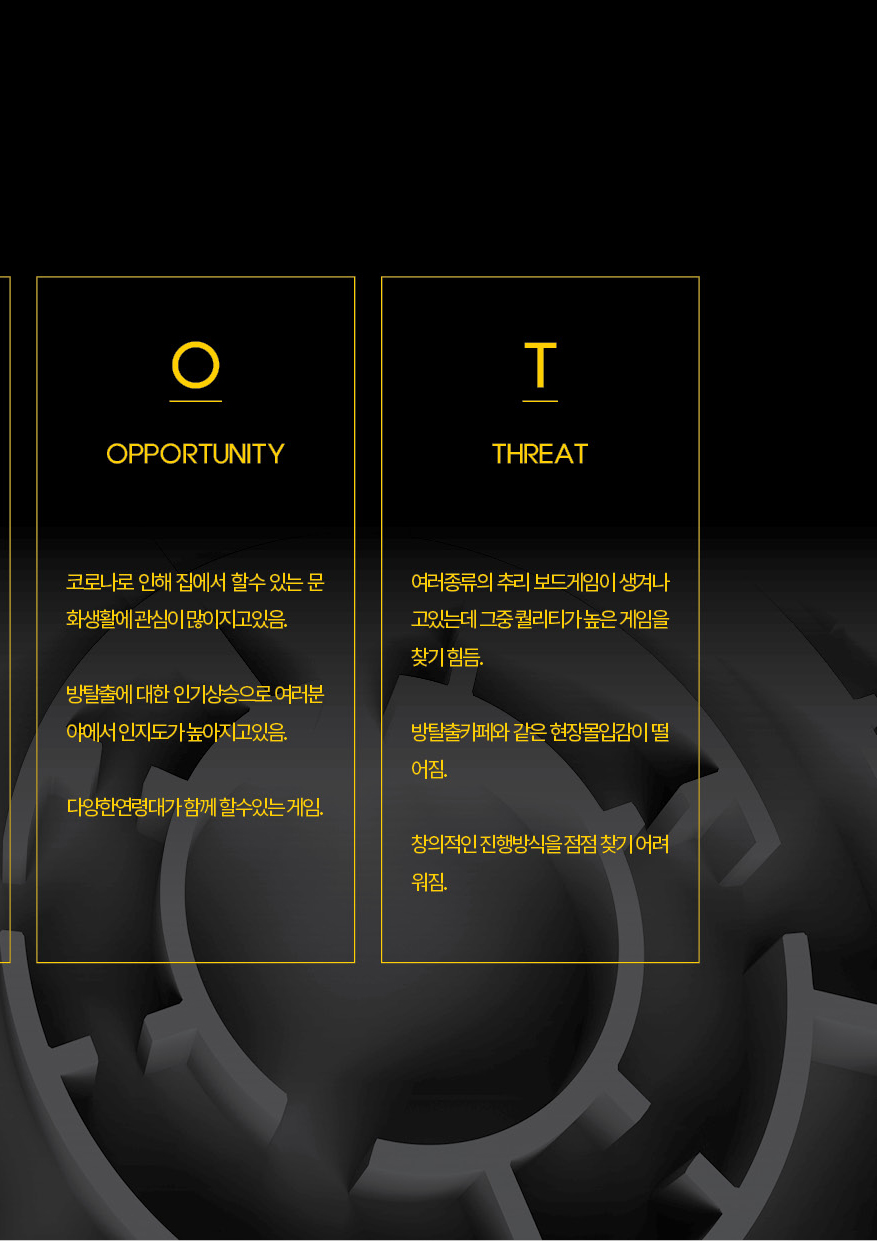 O
OPPORTUNITY
코로나로 인해 집에서 할수 있는 문
화생활에 관심이 많이지고있음.
방탈출에 대한 인기상승으로 여러분
야에서 인지도가 높아지고있음.
다양한연령대가 함께 할수있는 게임.
T
THREAT
여러종류의 추리 보드게임이 생겨나
고있는데 그중 퀄리티가 높은 게임을
찾기 힘듬.
방탈출카페와 같은 현장몰입감이 떨
어짐.
창의적인 진행방식을 점점 찾기 어려
워짐.